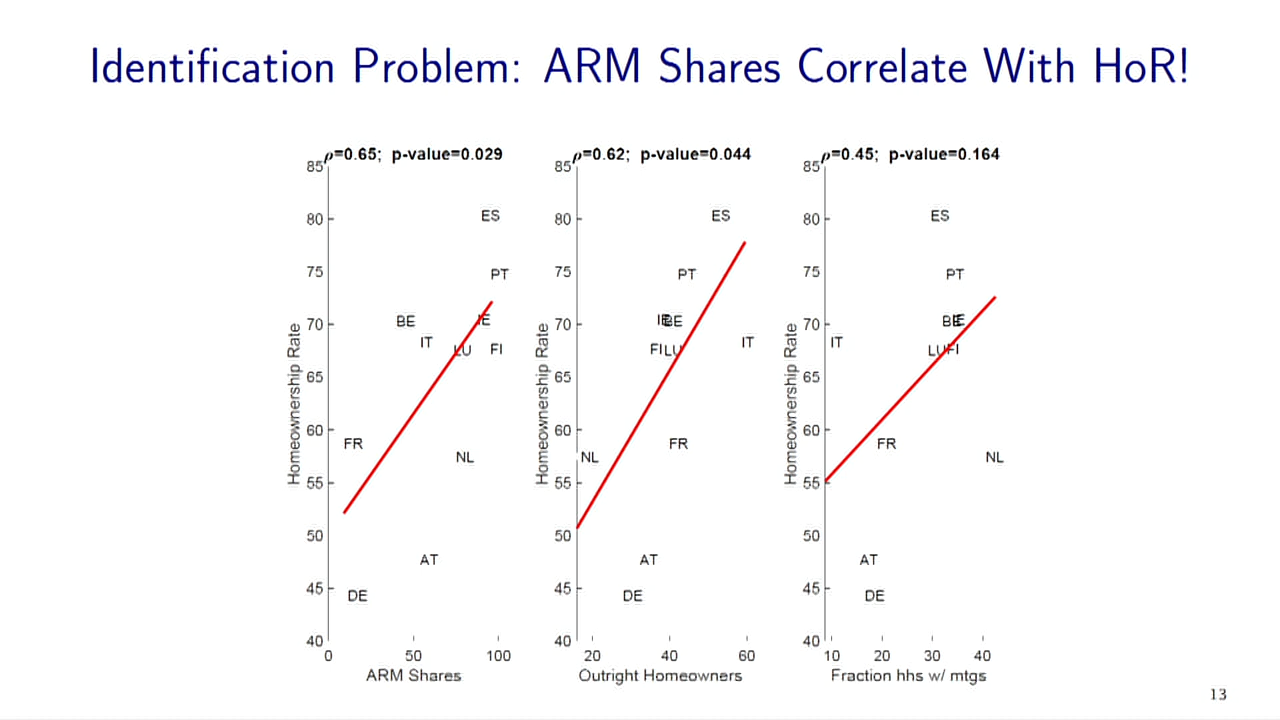 Identification Problem: ARM Shares Correlate With HoR!
ρ=0.65; p-value=0.029
85
80
75
70
65
60
55
50
45
40
0 50 100
Homeownership Rate
ARM Shares
ES
PT
BE
IE
IT
LU
FI
FR
NL
AT
DE
ρ=0.62; p-value=0.044
85
80
75
70
65
60
55
50
45
40
20 40 60
Homeownership Rate
Outright Homeowners
ES
PT
IE
BE
IT
FI
LU
FR
NL
AT
DE
ρ=0.45; p-value=0.164
85
80
75
70
65
60
55
50
45
40
10 20 30 40
Homeownership Rate
Fraction hhs w/ mtgs
ES
PT
BE
IE
IT
LU
FI
FR
NL
AT
DE
13